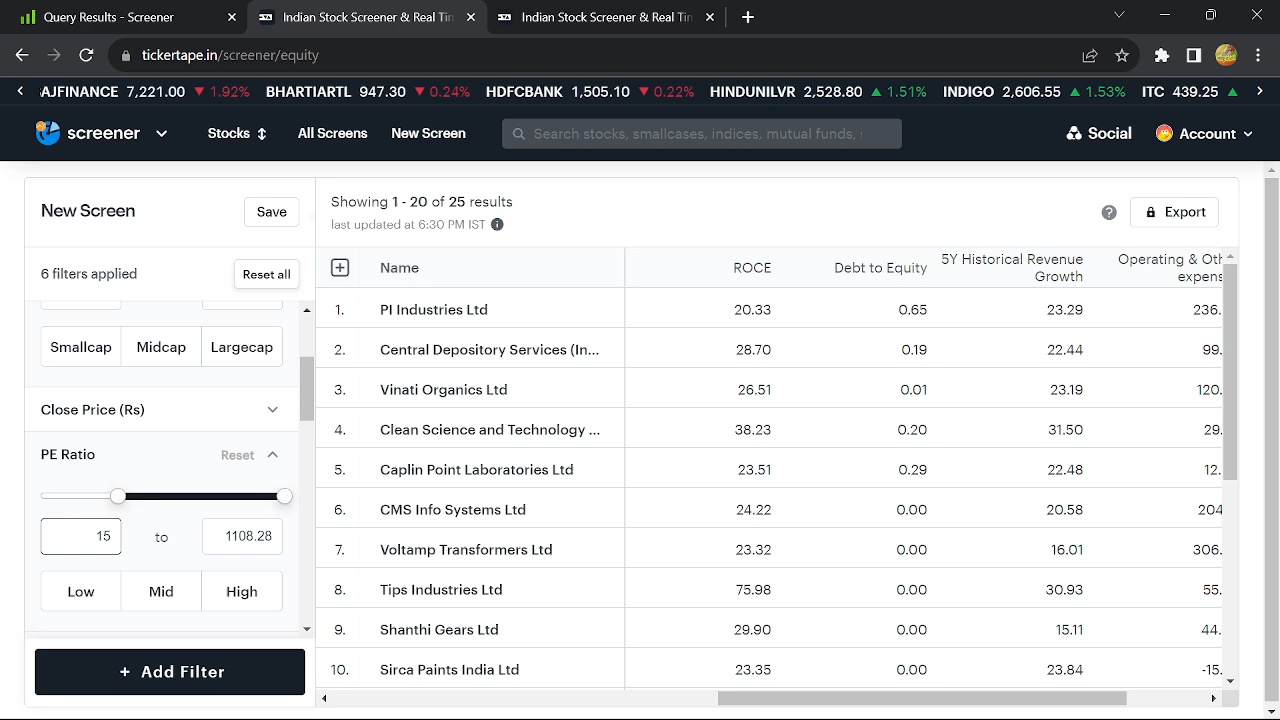 Query Results - Screener
Indian Stock Screener & Real Tim
Indian Stock Screener & Real Tim
tickertape.in/screener/equity
AJFINANCE 7,221.00 ▼ 1.92% BHARTIARTL 947.30 ▼ 0.24% HDFCBANK 1,505.10 ▼ 0.22% HINDUNILVR 2,528.80 ▲ 1.51% INDIGO 2,606.55 ▲ 1.53% ITC 439.25 ▲
screener Stocks All Screens New Screen Search stocks, smallcases, indices, mutual funds, Social Account
New Screen
Save
Showing 1 - 20 of 25 results
last updated at 6:30 PM IST
Export
6 filters applied
Reset all
Smallcap Midcap Largecap
Close Price (Rs)
PE Ratio Reset
15 to 1108.28
Low Mid High
+ Add Filter
Name ROCE Debt to Equity 5Y Historical Revenue Growth Operating & Oth expens
1. PI Industries Ltd 20.33 0.65 23.29 236.
2. Central Depository Services (In... 28.70 0.19 22.44 99.
3. Vinati Organics Ltd 26.51 0.01 23.19 120.
4. Clean Science and Technology ... 38.23 0.20 31.50 29.
5. Caplin Point Laboratories Ltd 23.51 0.29 22.48 12.
6. CMS Info Systems Ltd 24.22 0.00 20.58 204
7. Voltamp Transformers Ltd 23.32 0.00 16.01 306.
8. Tips Industries Ltd 75.98 0.00 30.93 55.
9. Shanthi Gears Ltd 29.90 0.00 15.11 44.
10. Sirca Paints India Ltd 23.35 0.00 23.84 -15.